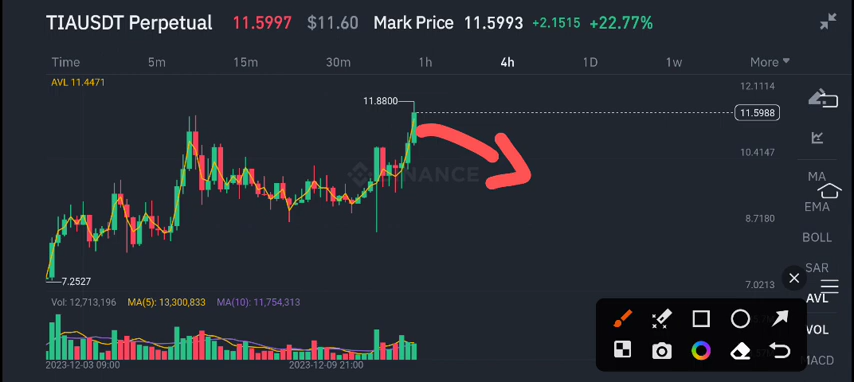 TIAUSDT Perpetual 11.5997 $11.60 Mark Price 11.5993 +2.1515 +22.77%
Time 5m 15m 30m 1h 4h 1D 1w More
AVL 11.4471
12.1114
11.8800
11.5988
10.4147
BINANCE
MA
EMA
8.7180
BOLL
SAR
7.2527
7.0213
AVL
Vol: 12,713,196 MA(5): 13,300,833 MA(10): 11,754,313
VOL
MACD
2023-12-03 09:00 2023-12-09 21:00